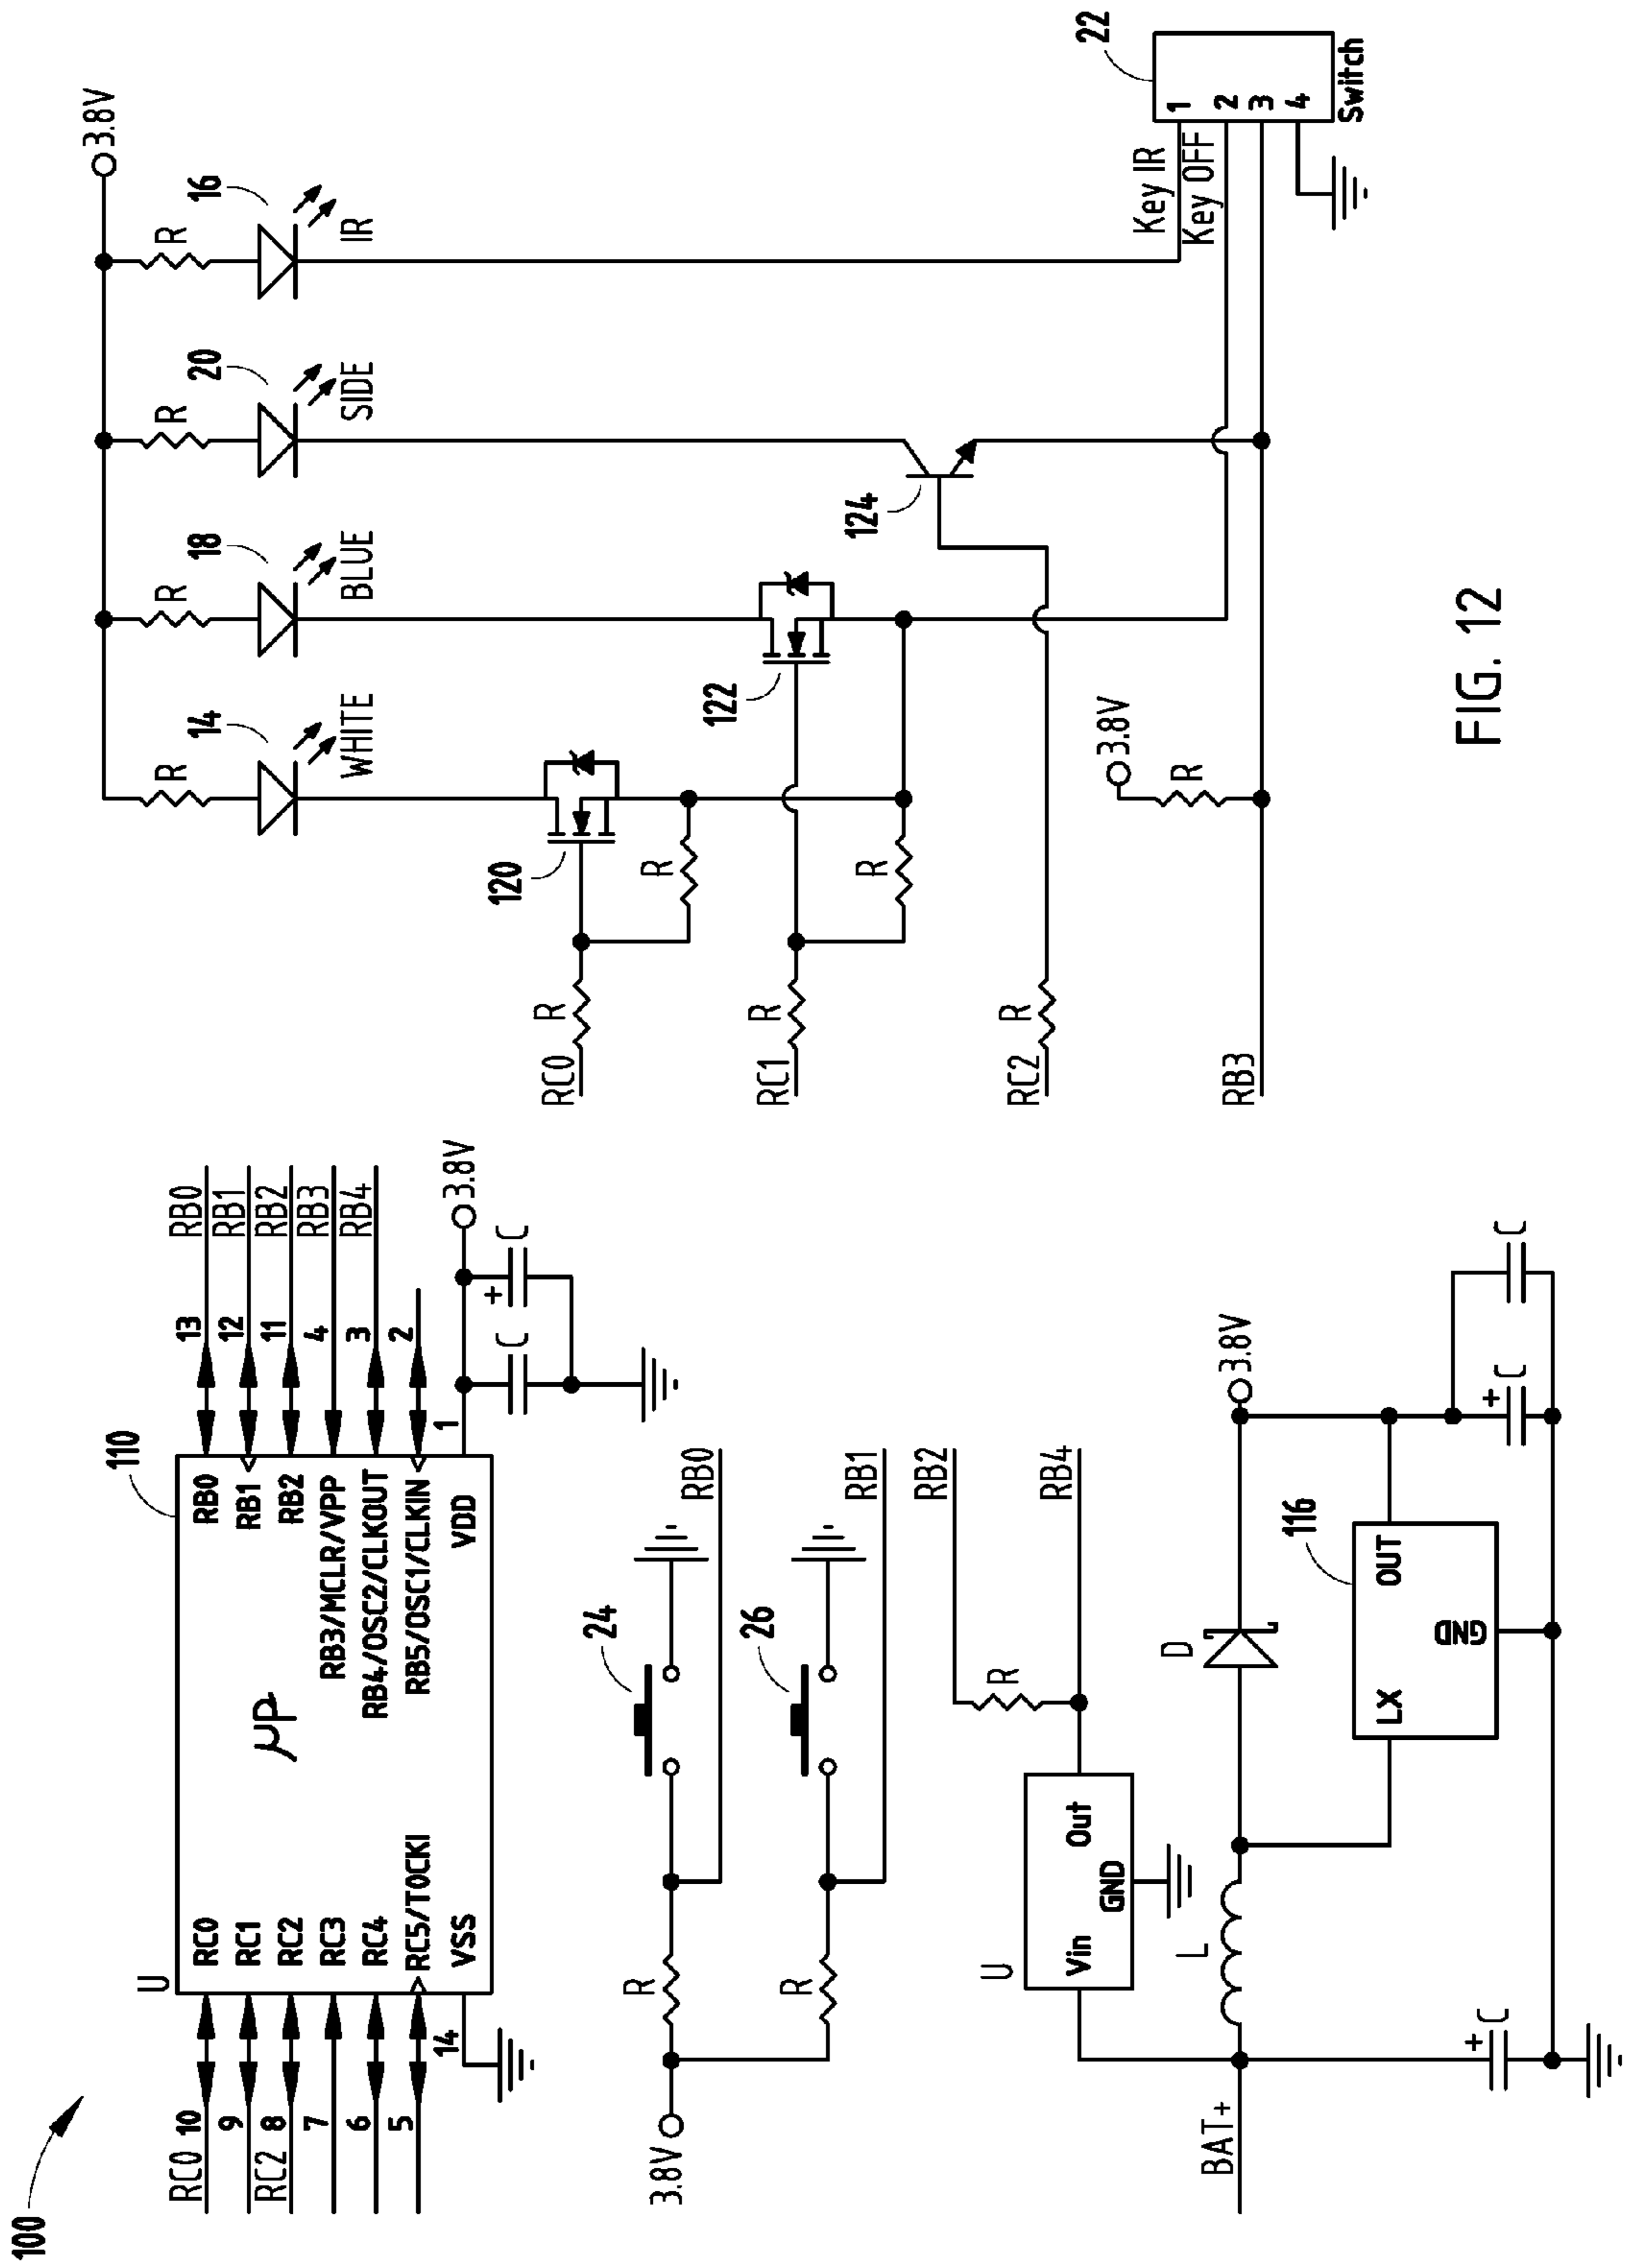 100
U
110
RC0 10
9
RC2 8
7
6
5
14
RC0
RC1
RC2
RC3
RC4
RC5/T0CKI
VSS
µP
RB0
RB1
RB2
RB3/MCLR/VPP
RB4/OSC2/CLKOUT
RB5/OSC1/CLKIN
VDD
13 RB0
12 RB1
11 RB2
4 RB3
3 RB4
2
1
3.8V
C
+ C
3.8V
R
24
RB0
R
26
RB1
U
Vin
Out
GND
R
RB2
RB4
BAT+
L
D
3.8V
116
LX
OUT
GND
+ C
+ C
C
3.8V
R
14
WHITE
R
18
BLUE
R
20
SIDE
R
16
IR
RC0
R
120
R
RC1
R
122
R
RC2
R
124
RB3
3.8V
R
Key IR
Key OFF
22
1
2
3
4
Switch
FIG. 12